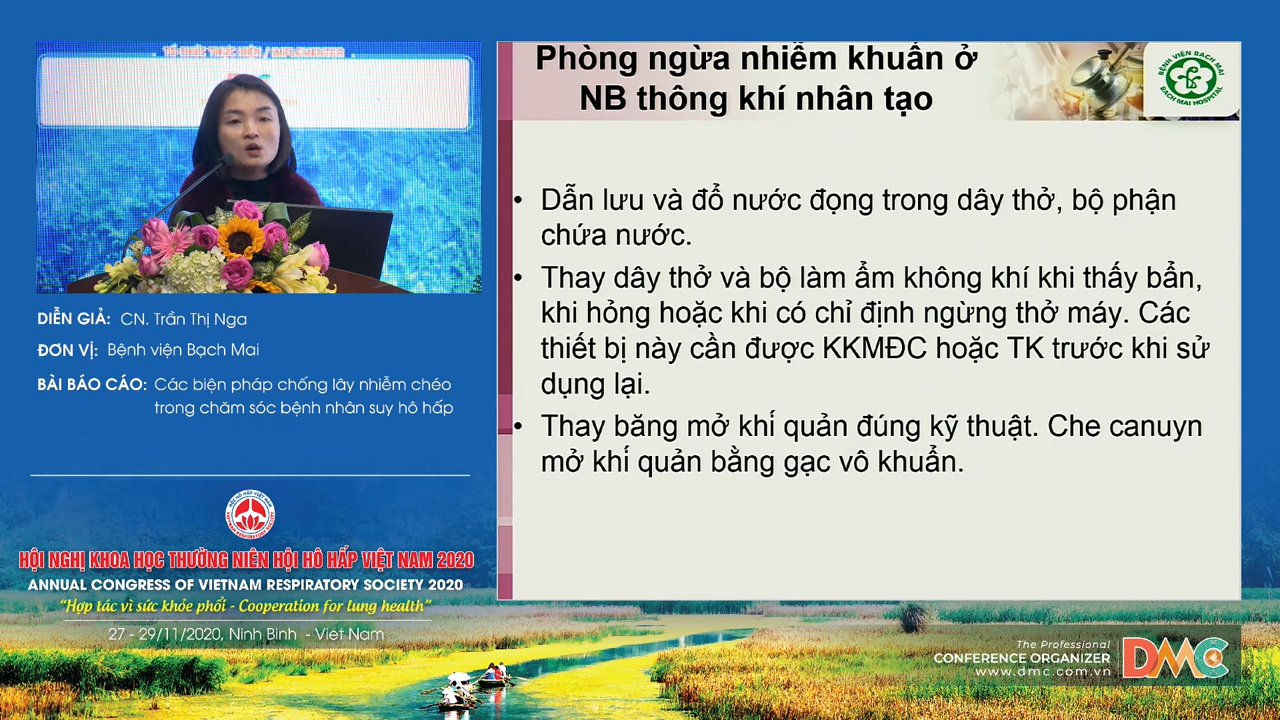 Phòng ngừa nhiễm khuẩn ở
NB thông khí nhân tạo
BỆNH VIỆN BẠCH MAI
BACH MAI HOSPITAL
• Dẫn lưu và đổ nước đọng trong dây thở, bộ phận
chứa nước.
• Thay dây thở và bộ làm ẩm không khí khi thấy bẩn,
khi hỏng hoặc khi có chỉ định ngừng thở máy. Các
thiết bị này cần được KKMĐC hoặc TK trước khi sử
dụng lại.
• Thay băng mở khí quản đúng kỹ thuật. Che canuyn
mở khí quản bằng gạc vô khuẩn.
DIỄN GIẢ: CN. Trần Thị Nga
ĐƠN VỊ: Bệnh viện Bạch Mai
BÀI BÁO CÁO: Các biện pháp chống lây nhiễm chéo
trong chăm sóc bệnh nhân suy hô hấp
HỘI HÔ HẤP VIỆT NAM
VIETNAM RESPIRATORY SOCIETY
HỘI NGHỊ KHOA HỌC THƯỜNG NIÊN HỘI HÔ HẤP VIỆT NAM 2020
ANNUAL CONGRESS OF VIETNAM RESPIRATORY SOCIETY 2020
“Hợp tác vì sức khỏe phổi - Cooperation for lung health”
27 - 29/11/2020, Ninh Bình - Việt Nam
The Professional
CONFERENCE ORGANIZER
www.dmc.com.vn
DMC